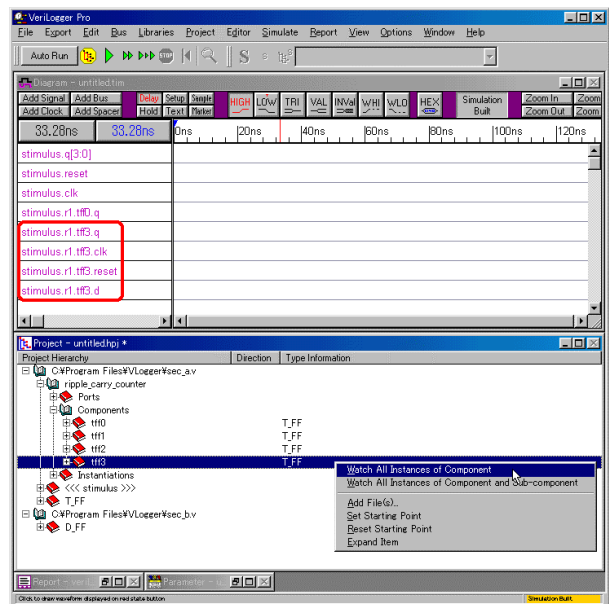 VeriLogger Pro
File Export Edit Bus Libraries Project Editor Simulate Report View Options Window Help
Auto Run
Diagram - untitled.tim
Add Signal Add Bus Delay Setup Sample HIGH LOW TRI VAL INVal WHI WLO HEX Simulation Built Zoom In Zoom
Add Clock Add Spacer Hold Text Marker Zoom Out Zoom
33.28ns 33.28ns 0ns 20ns 40ns 60ns 80ns 100ns 120ns
stimulus.q[3:0]
stimulus.reset
stimulus.clk
stimulus.r1.tff0.q
stimulus.r1.tff3.q
stimulus.r1.tff3.clk
stimulus.r1.tff3.reset
stimulus.r1.tff3.d
Project - untitled.hpj *
Project Hierarchy Direction Type Information
C:¥Program Files¥VLogger¥sec_a.v
ripple_carry_counter
Ports
Components
tff0 T_FF
tff1 T_FF
tff2 T_FF
tff3 T_FF
Instantiations
<<< stimulus >>>
T_FF
C:¥Program Files¥VLogger¥sec_b.v
D_FF
Watch All Instances of Component
Watch All Instances of Component and Sub-component
Add File(s)...
Set Starting Point
Reset Starting Point
Expand Item
Report - veril.. Parameter - u..
Click to draw waveform displayed on red state button Simulation Built